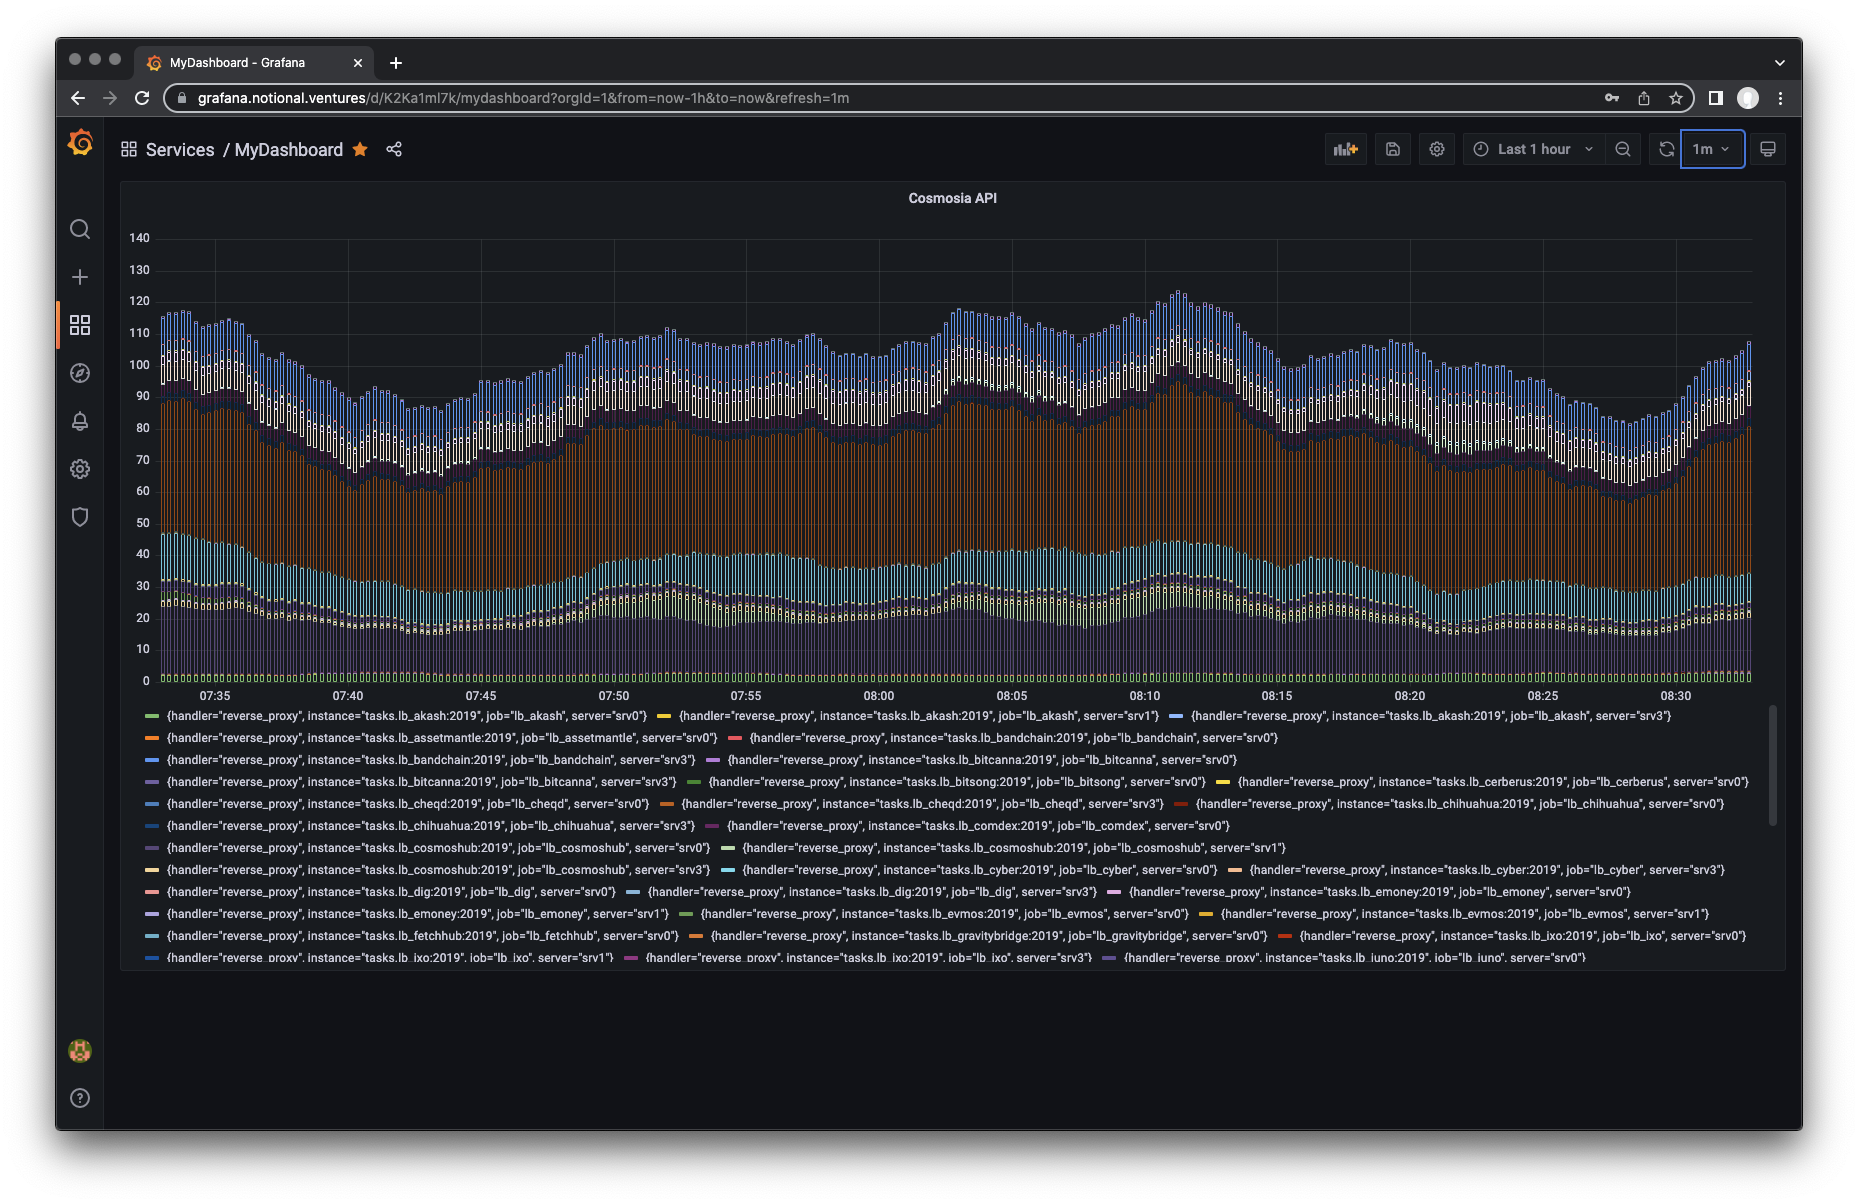 MyDashboard - Grafana
grafana.notional.ventures/d/K2Ka1ml7k/mydashboard?orgId=1&from=now-1h&to=now&refresh=1m
Services / MyDashboard
Last 1 hour
1m
Cosmosia API
140
130
120
110
100
90
80
70
60
50
40
30
20
10
0
07:35 07:40 07:45 07:50 07:55 08:00 08:05 08:10 08:15 08:20 08:25 08:30
{handler="reverse_proxy", instance="tasks.lb_akash:2019", job="lb_akash", server="srv0"} {handler="reverse_proxy", instance="tasks.lb_akash:2019", job="lb_akash", server="srv1"} {handler="reverse_proxy", instance="tasks.lb_akash:2019", job="lb_akash", server="srv3"}
{handler="reverse_proxy", instance="tasks.lb_assetmantle:2019", job="lb_assetmantle", server="srv0"} {handler="reverse_proxy", instance="tasks.lb_bandchain:2019", job="lb_bandchain", server="srv0"}
{handler="reverse_proxy", instance="tasks.lb_bandchain:2019", job="lb_bandchain", server="srv3"} {handler="reverse_proxy", instance="tasks.lb_bitcanna:2019", job="lb_bitcanna", server="srv0"}
{handler="reverse_proxy", instance="tasks.lb_bitcanna:2019", job="lb_bitcanna", server="srv3"} {handler="reverse_proxy", instance="tasks.lb_bitsong:2019", job="lb_bitsong", server="srv0"} {handler="reverse_proxy", instance="tasks.lb_cerberus:2019", job="lb_cerberus", server="srv0"}
{handler="reverse_proxy", instance="tasks.lb_cheqd:2019", job="lb_cheqd", server="srv0"} {handler="reverse_proxy", instance="tasks.lb_cheqd:2019", job="lb_cheqd", server="srv3"} {handler="reverse_proxy", instance="tasks.lb_chihuahua:2019", job="lb_chihuahua", server="srv0"}
{handler="reverse_proxy", instance="tasks.lb_chihuahua:2019", job="lb_chihuahua", server="srv3"} {handler="reverse_proxy", instance="tasks.lb_comdex:2019", job="lb_comdex", server="srv0"}
{handler="reverse_proxy", instance="tasks.lb_cosmoshub:2019", job="lb_cosmoshub", server="srv0"} {handler="reverse_proxy", instance="tasks.lb_cosmoshub:2019", job="lb_cosmoshub", server="srv1"}
{handler="reverse_proxy", instance="tasks.lb_cosmoshub:2019", job="lb_cosmoshub", server="srv3"} {handler="reverse_proxy", instance="tasks.lb_cyber:2019", job="lb_cyber", server="srv0"} {handler="reverse_proxy", instance="tasks.lb_cyber:2019", job="lb_cyber", server="srv3"}
{handler="reverse_proxy", instance="tasks.lb_dig:2019", job="lb_dig", server="srv0"} {handler="reverse_proxy", instance="tasks.lb_dig:2019", job="lb_dig", server="srv3"} {handler="reverse_proxy", instance="tasks.lb_emoney:2019", job="lb_emoney", server="srv0"}
{handler="reverse_proxy", instance="tasks.lb_emoney:2019", job="lb_emoney", server="srv1"} {handler="reverse_proxy", instance="tasks.lb_evmos:2019", job="lb_evmos", server="srv0"} {handler="reverse_proxy", instance="tasks.lb_evmos:2019", job="lb_evmos", server="srv1"}
{handler="reverse_proxy", instance="tasks.lb_fetchhub:2019", job="lb_fetchhub", server="srv0"} {handler="reverse_proxy", instance="tasks.lb_gravitybridge:2019", job="lb_gravitybridge", server="srv0"} {handler="reverse_proxy", instance="tasks.lb_ixo:2019", job="lb_ixo", server="srv0"}
{handler="reverse_proxy", instance="tasks.lb_ixo:2019", job="lb_ixo", server="srv1"} {handler="reverse_proxy", instance="tasks.lb_ixo:2019", job="lb_ixo", server="srv3"} {handler="reverse_proxy", instance="tasks.lb_juno:2019", job="lb_juno", server="srv0"}